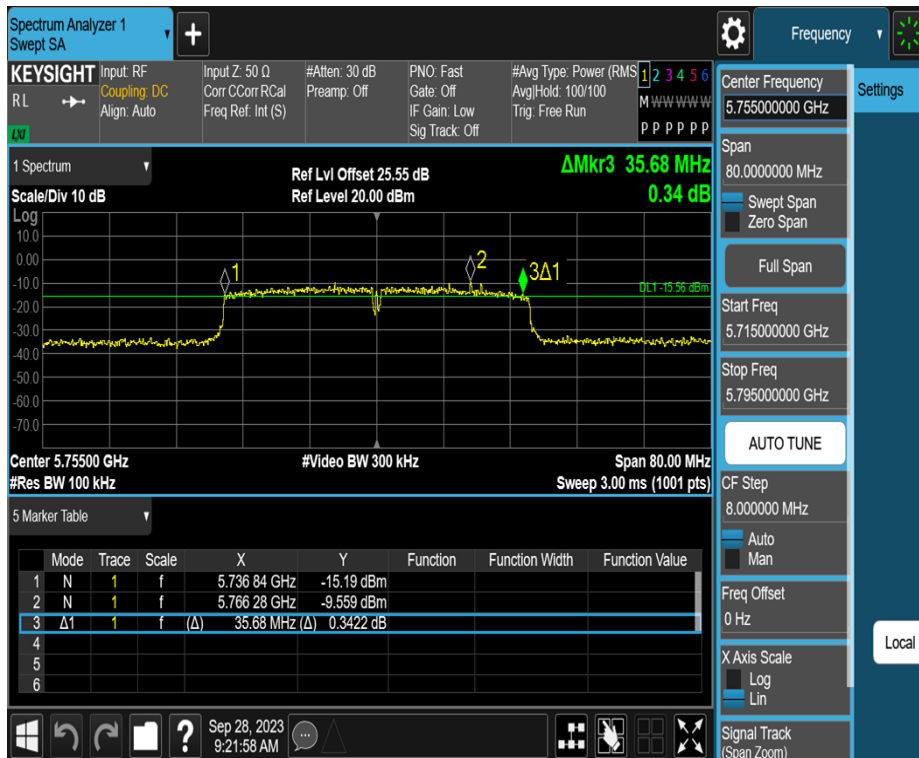 Spectrum Analyzer 1
Swept SA
+
Frequency
KEYSIGHT
RL
LXI
Input: RF
Coupling: DC
Align: Auto
Input Z: 50 Ω
Corr CCorr RCal
Freq Ref: Int (S)
#Atten: 30 dB
Preamp: Off
PNO: Fast
Gate: Off
IF Gain: Low
Sig Track: Off
#Avg Type: Power (RMS
Avg|Hold: 100/100
Trig: Free Run
1 2 3 4 5 6
M W W W W W
P P P P P P
1 Spectrum
Scale/Div 10 dB
Ref Lvl Offset 25.55 dB
Ref Level 20.00 dBm
ΔMkr3 35.68 MHz
0.34 dB
Log
10.0
0.00
-10.0
-20.0
-30.0
-40.0
-50.0
-60.0
-70.0
1
2
3Δ1
DL1 -15.56 dBm
Center 5.75500 GHz
#Video BW 300 kHz
Span 80.00 MHz
#Res BW 100 kHz
Sweep 3.00 ms (1001 pts)
5 Marker Table
Mode Trace Scale X Y Function Function Width Function Value
1 N 1 f 5.736 84 GHz -15.19 dBm
2 N 1 f 5.766 28 GHz -9.559 dBm
3 Δ1 1 f (Δ) 35.68 MHz (Δ) 0.3422 dB
4
5
6
Sep 28, 2023
9:21:58 AM
?
Center Frequency
5.755000000 GHz
Span
80.0000000 MHz
Swept Span
Zero Span
Full Span
Start Freq
5.715000000 GHz
Stop Freq
5.795000000 GHz
AUTO TUNE
CF Step
8.000000 MHz
Auto
Man
Freq Offset
0 Hz
X Axis Scale
Log
Lin
Signal Track
(Span Zoom)
Settings
Local